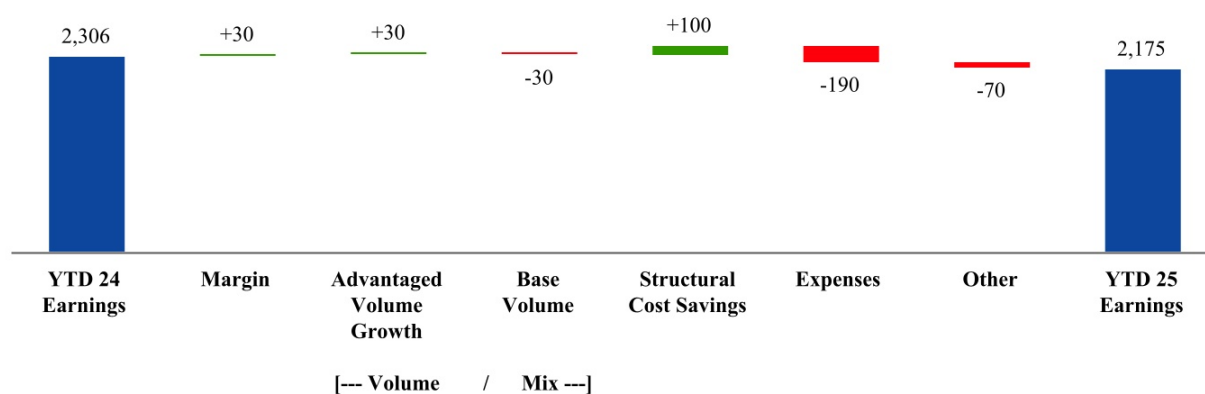 2,306
+30
+30
-30
+100
-190
-70
2,175
YTD 24
Earnings
Margin
Advantaged
Volume
Growth
Base
Volume
Structural
Cost Savings
Expenses
Other
YTD 25
Earnings
[--- Volume / Mix ---]